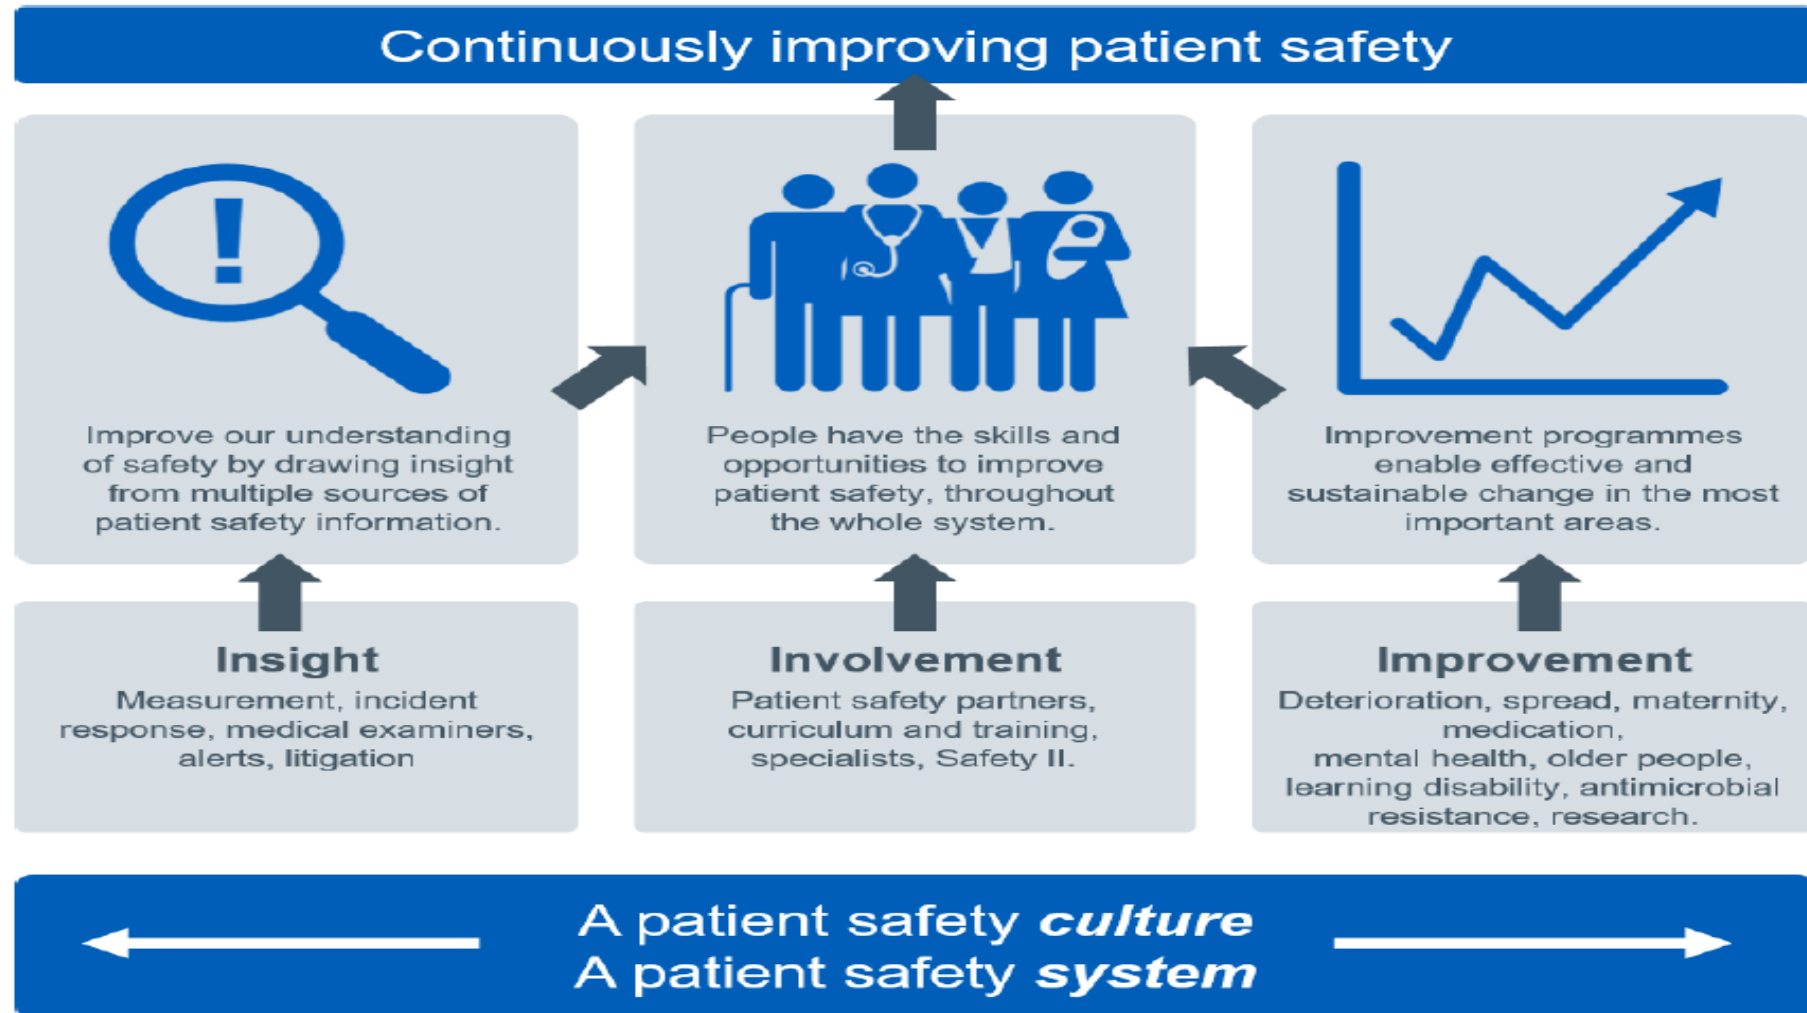 Continuously improving patient safety
!
Improve our understanding
of safety by drawing insight
from multiple sources of
patient safety information.
People have the skills and
opportunities to improve
patient safety, throughout
the whole system.
Improvement programmes
enable effective and
sustainable change in the most
important areas.
Insight
Measurement, incident
response, medical examiners,
alerts, litigation
Involvement
Patient safety partners,
curriculum and training,
specialists, Safety II.
Improvement
Deterioration, spread, maternity,
medication,
mental health, older people,
learning disability, antimicrobial
resistance, research.
A patient safety culture
A patient safety system